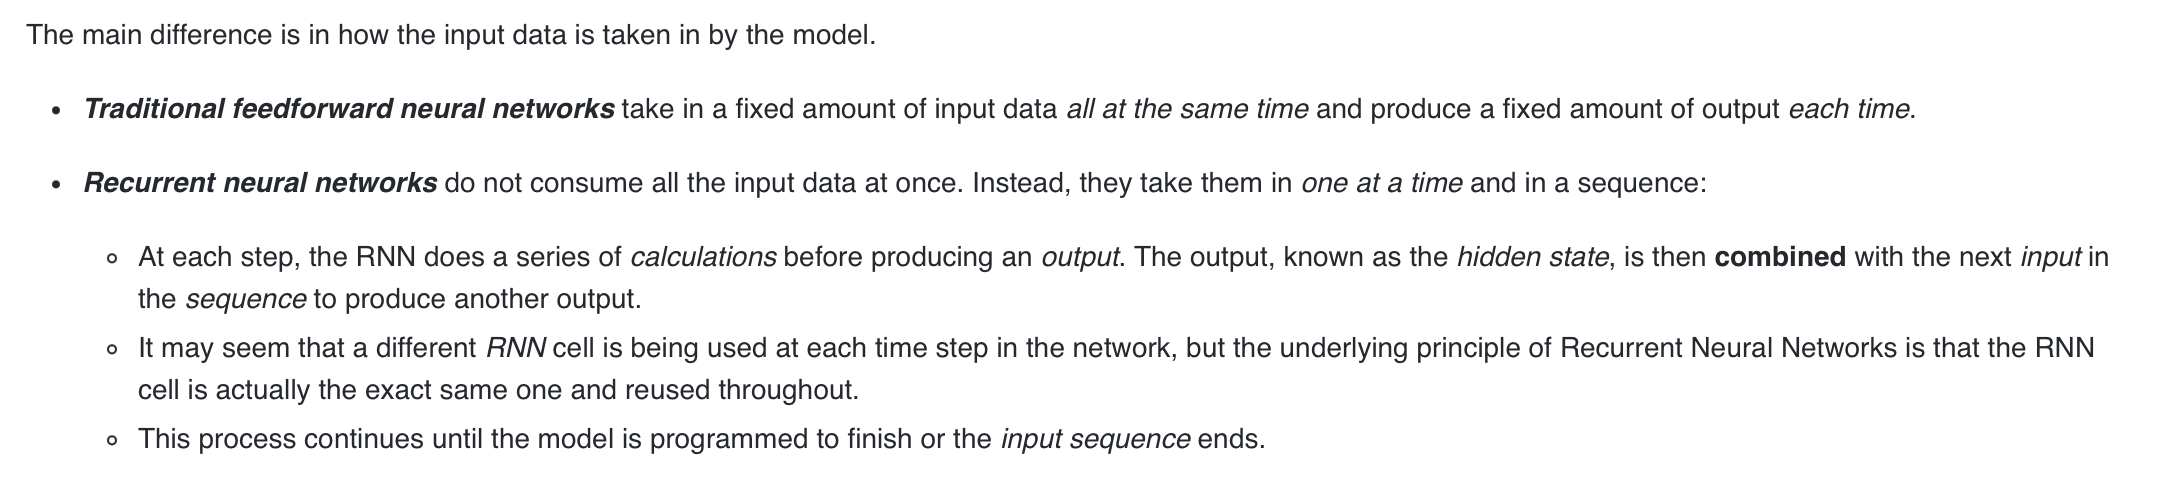 The main difference is in how the input data is taken in by the model.
• Traditional feedforward neural networks take in a fixed amount of input data all at the same time and produce a fixed amount of output each time.
• Recurrent neural networks do not consume all the input data at once. Instead, they take them in one at a time and in a sequence:
◦ At each step, the RNN does a series of calculations before producing an output. The output, known as the hidden state, is then combined with the next input in
the sequence to produce another output.
◦ It may seem that a different RNN cell is being used at each time step in the network, but the underlying principle of Recurrent Neural Networks is that the RNN
cell is actually the exact same one and reused throughout.
◦ This process continues until the model is programmed to finish or the input sequence ends.